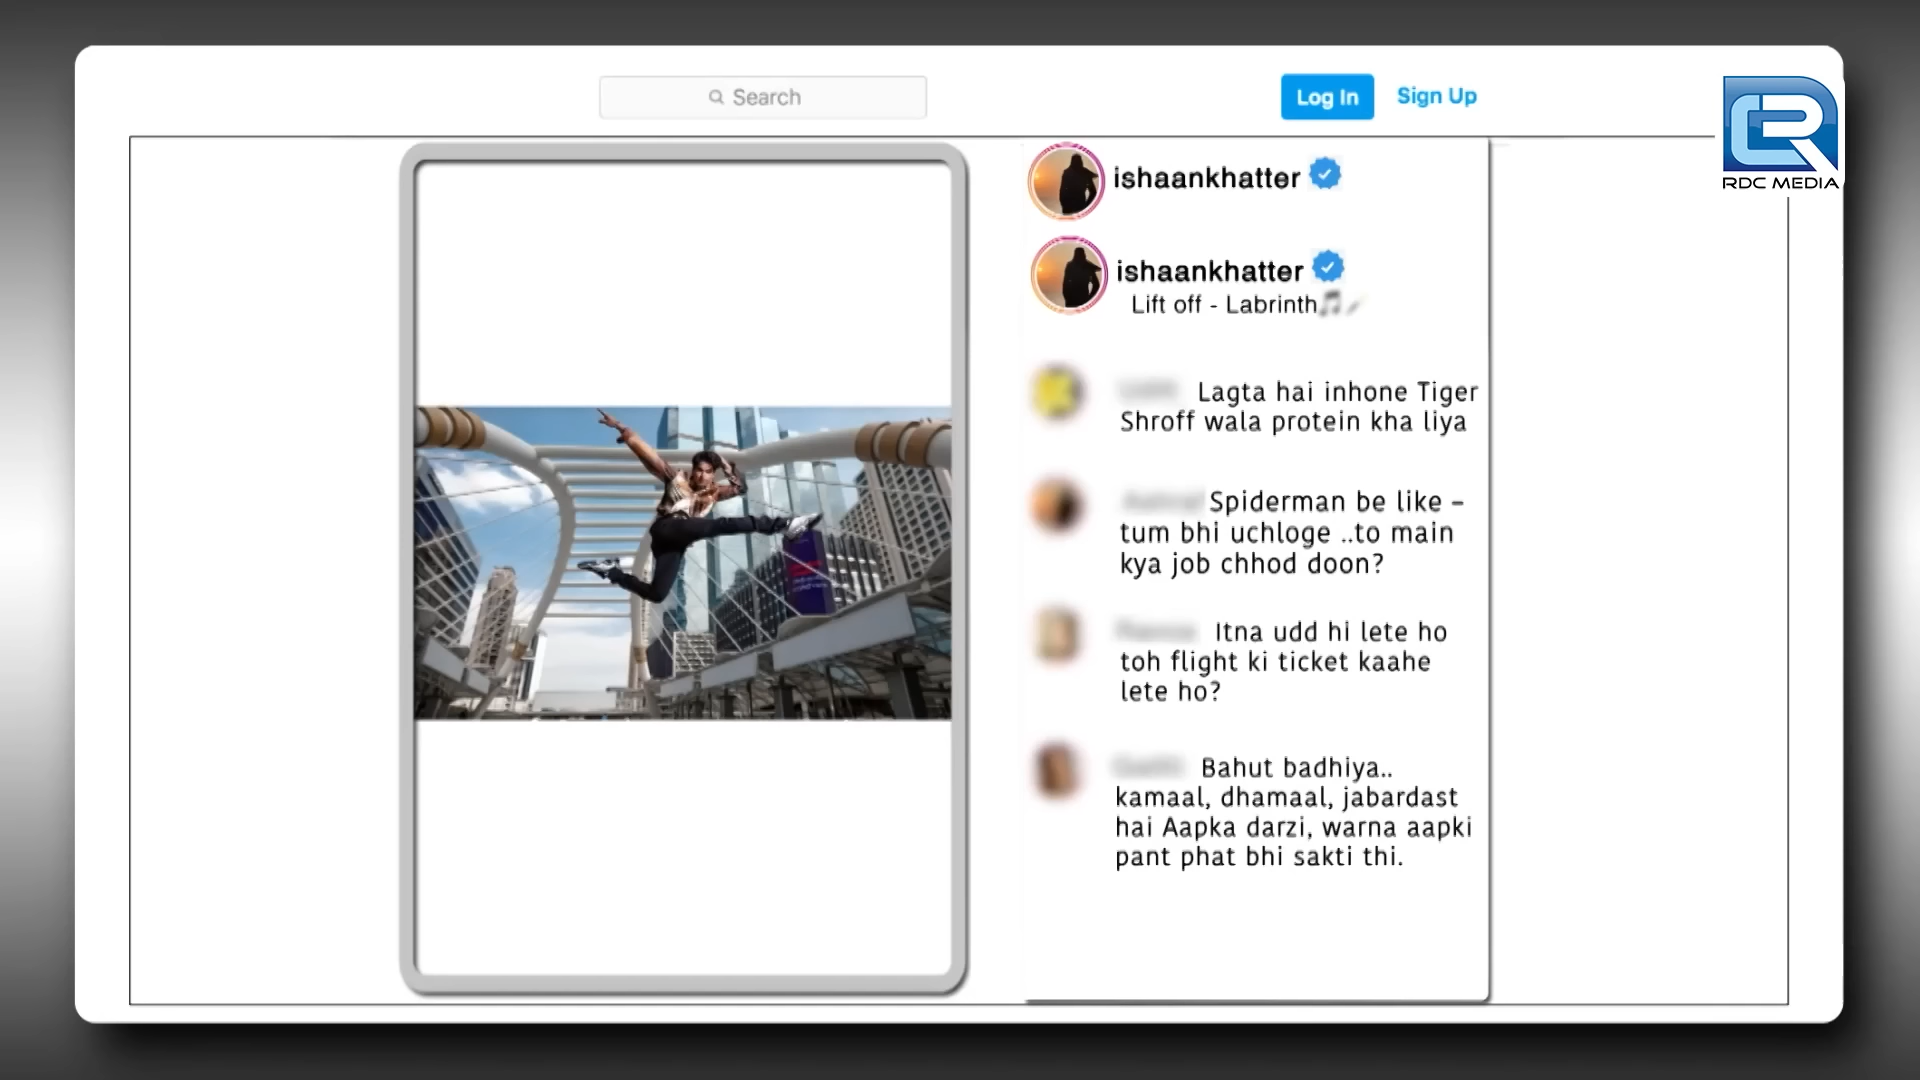 Search
Log In
Sign Up
RDC MEDIA
ishaankhatter
ishaankhatter
Lift off - Labrinth
Lagta hai inhone Tiger
Shroff wala protein kha liya
Spiderman be like –
tum bhi uchloge ..to main
kya job chhod doon?
Itna udd hi lete ho
toh flight ki ticket kaahe
lete ho?
Bahut badhiya..
kamaal, dhamaal, jabardast
hai Aapka darzi, warna aapki
pant phat bhi sakti thi.